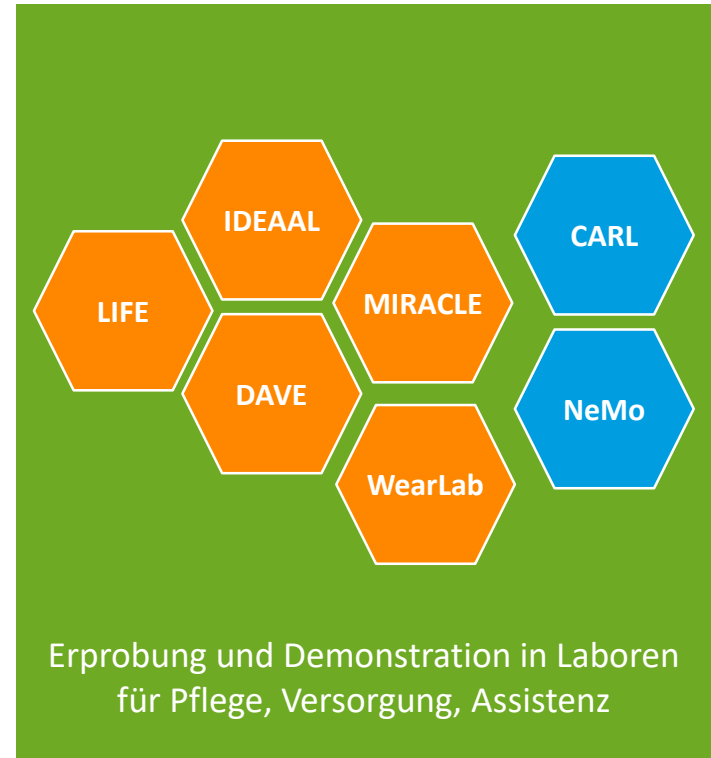 IDEAAL
CARL
LIFE
MIRACLE
DAVE
NeMo
WearLab
Erprobung und Demonstration in Laboren
für Pflege, Versorgung, Assistenz